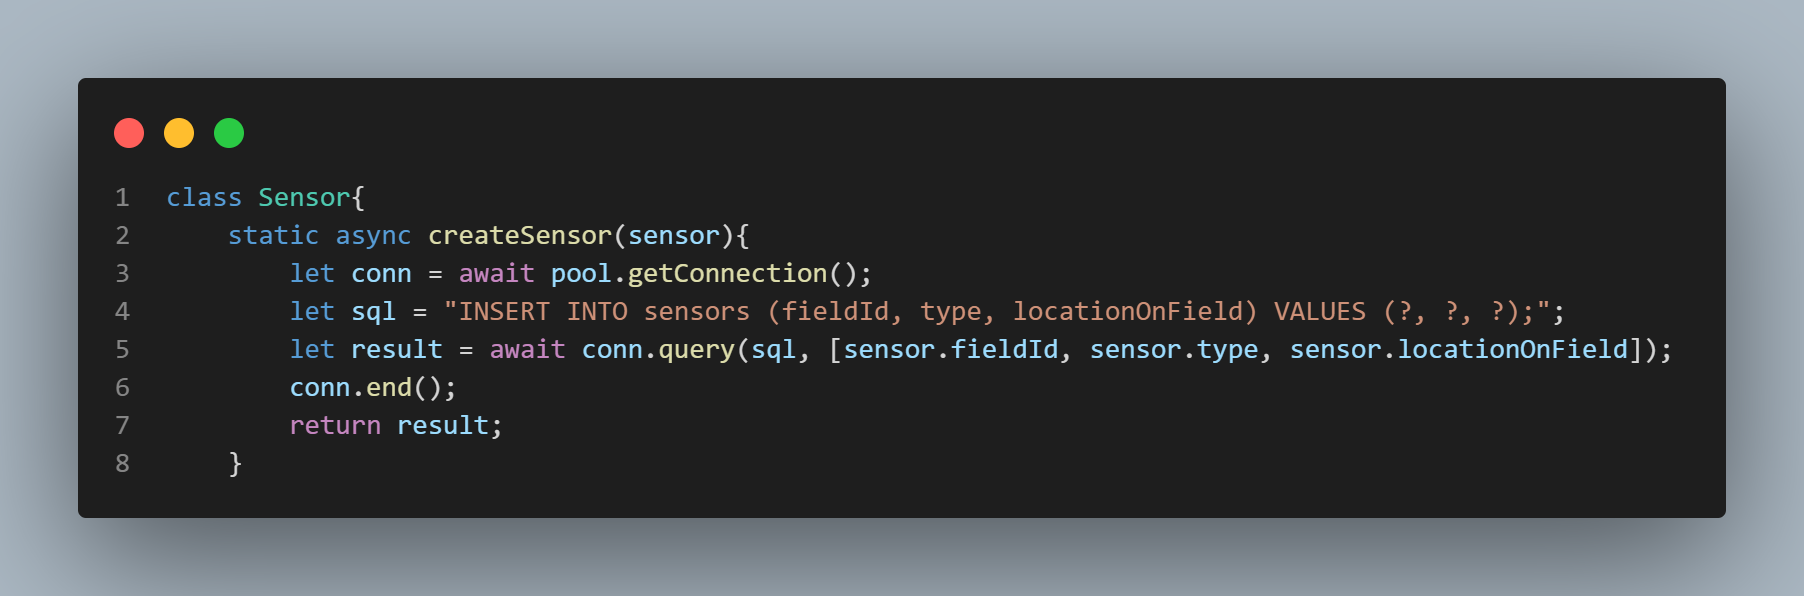 1 class Sensor{
2     static async createSensor(sensor){
3         let conn = await pool.getConnection();
4         let sql = "INSERT INTO sensors (fieldId, type, locationOnField) VALUES (?, ?, ?);";
5         let result = await conn.query(sql, [sensor.fieldId, sensor.type, sensor.locationOnField]);
6         conn.end();
7         return result;
8     }